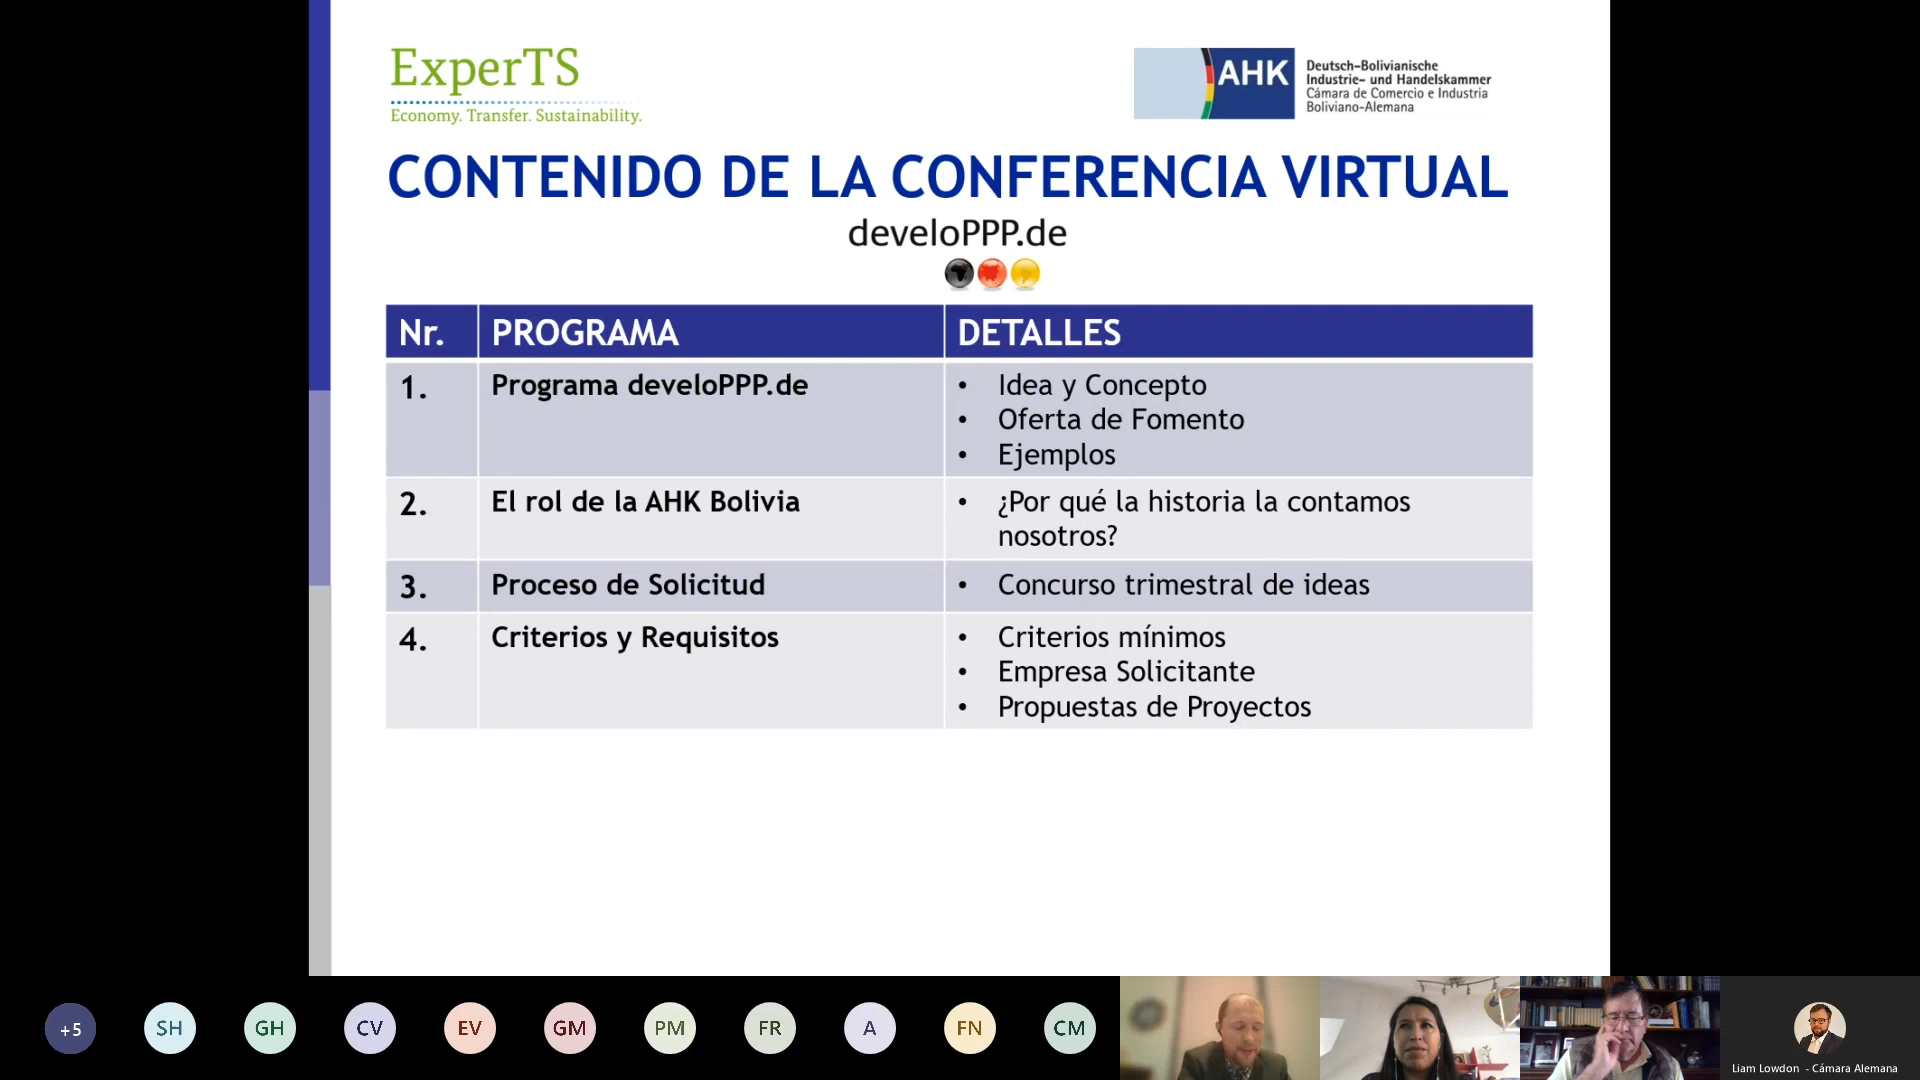 ExperTS
Economy. Transfer. Sustainability.
AHK
Deutsch-Bolivianische
Industrie- und Handelskammer
Cámara de Comercio e Industria
Boliviano-Alemana
CONTENIDO DE LA CONFERENCIA VIRTUAL
develoPPP.de
Nr. PROGRAMA DETALLES
1. Programa develoPPP.de • Idea y Concepto
• Oferta de Fomento
• Ejemplos
2. El rol de la AHK Bolivia • ¿Por qué la historia la contamos
nosotros?
3. Proceso de Solicitud • Concurso trimestral de ideas
4. Criterios y Requisitos • Criterios mínimos
• Empresa Solicitante
• Propuestas de Proyectos
+5 SH GH CV EV GM PM FR A FN CM
Liam Lowdon - Cámara Alemana